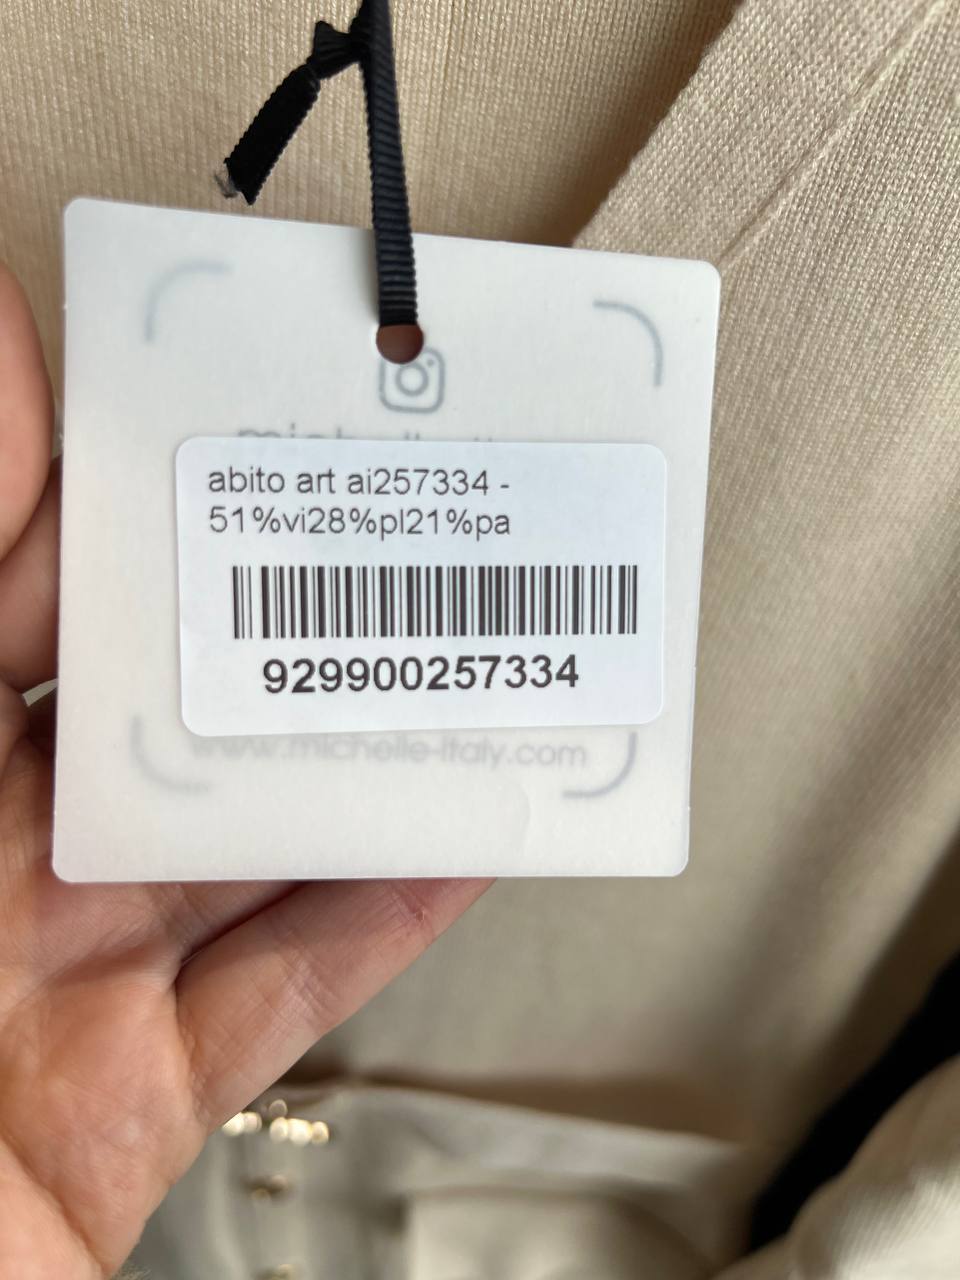 abito art ai257334 -
51%vi28%pl21%pa
929900257334
www.michelle-italy.com